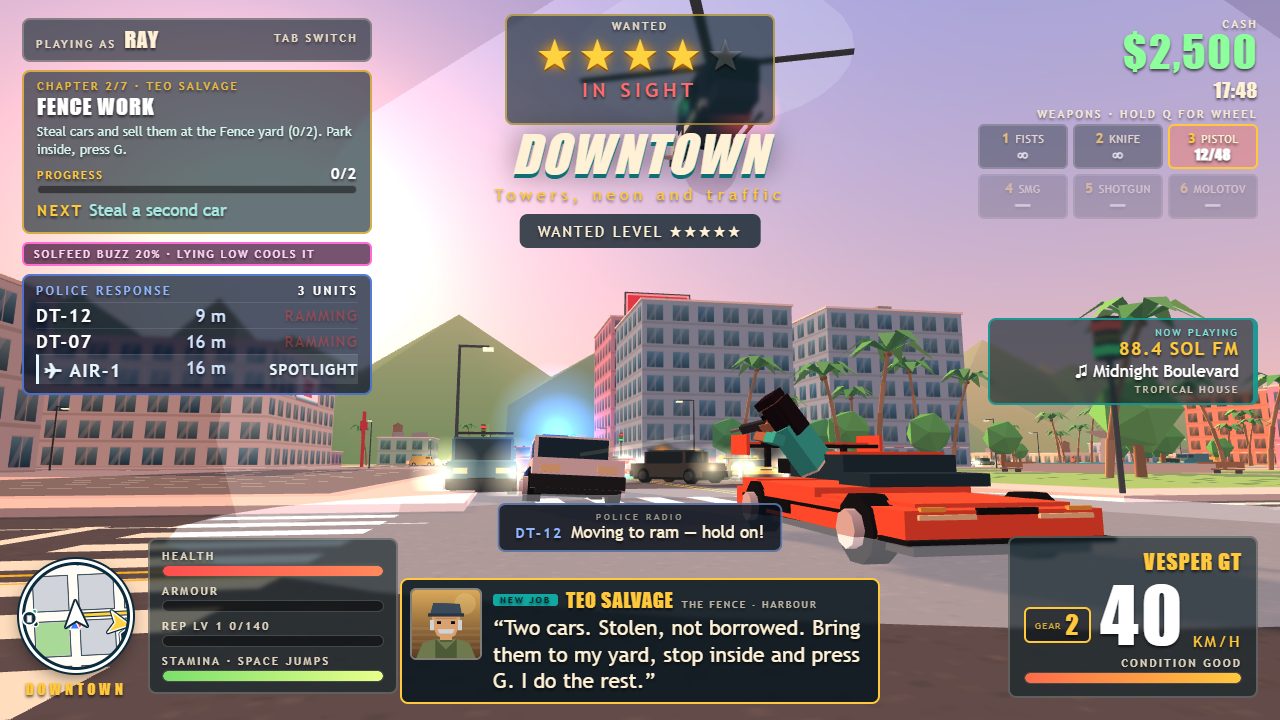 PLAYING AS RAY TAB SWITCH
CHAPTER 2/7 · TEO SALVAGE
FENCE WORK
Steal cars and sell them at the Fence yard (0/2). Park
inside, press G.
PROGRESS 0/2
NEXT Steal a second car
SOLFEED BUZZ 20% · LYING LOW COOLS IT
POLICE RESPONSE 3 UNITS
DT-12 9 m RAMMING
DT-07 16 m RAMMING
AIR-1 16 m SPOTLIGHT
WANTED
★★★★★
IN SIGHT
DOWNTOWN
Towers, neon and traffic
WANTED LEVEL ★★★★★
CASH
$2,500
17:48
WEAPONS · HOLD Q FOR WHEEL
1 FISTS ∞
2 KNIFE ∞
3 PISTOL 12/48
4 SMG —
5 SHOTGUN —
6 MOLOTOV —
NOW PLAYING
88.4 SOL FM
♫ Midnight Boulevard
TROPICAL HOUSE
POLICE RADIO
DT-12 Moving to ram — hold on!
DOWNTOWN
HEALTH
ARMOUR
REP LV 1 0/140
STAMINA · SPACE JUMPS
NEW JOB TEO SALVAGE THE FENCE · HARBOUR
“Two cars. Stolen, not borrowed. Bring
them to my yard, stop inside and press
G. I do the rest.”
VESPER GT
GEAR 2 40 KM/H
CONDITION GOOD